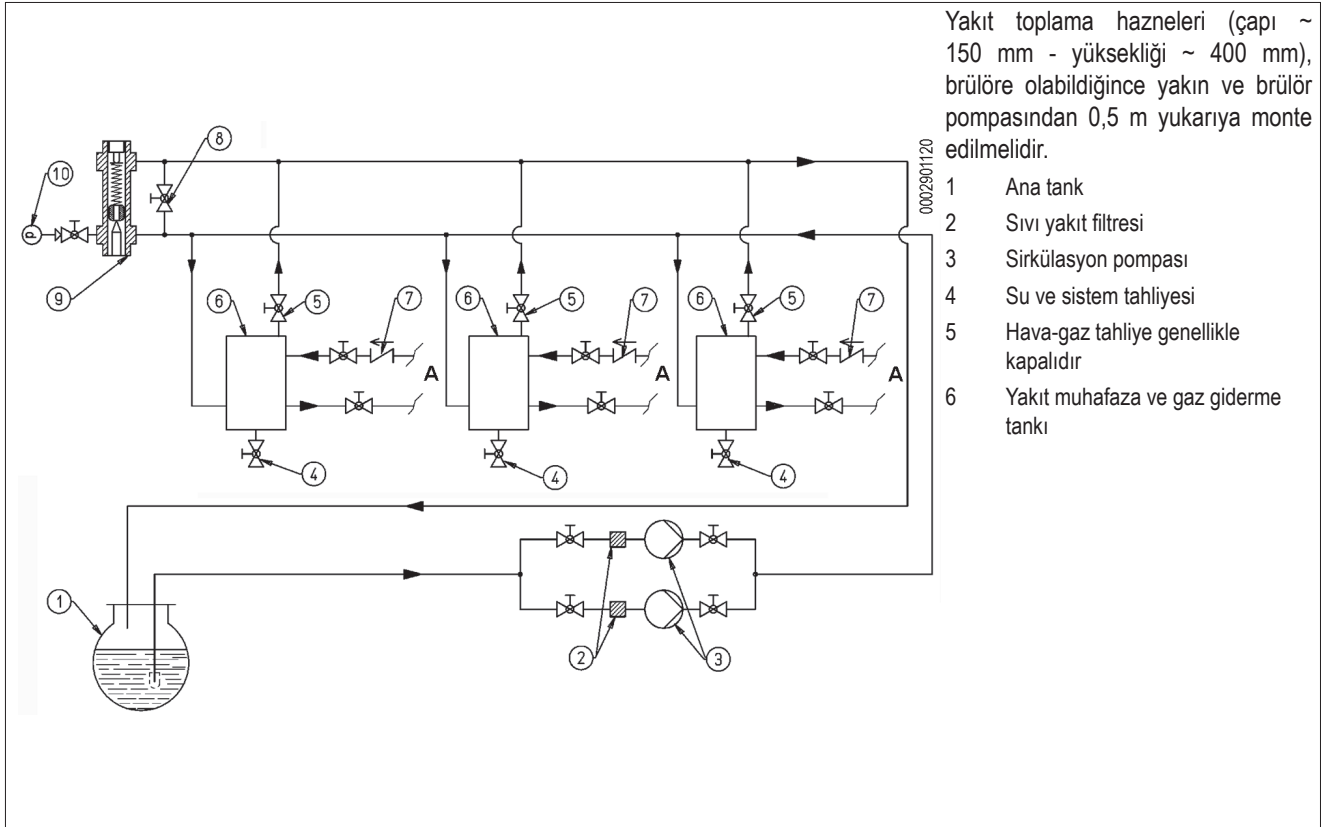 Yakıt toplama hazneleri (çapı ~
150 mm - yüksekliği ~ 400 mm),
brülöre olabildiğince yakın ve brülör
pompasından 0,5 m yukarıya monte
edilmelidir.
1 Ana tank
2 Sıvı yakıt filtresi
3 Sirkülasyon pompası
4 Su ve sistem tahliyesi
5 Hava-gaz tahliye genellikle
kapalıdır
6 Yakıt muhafaza ve gaz giderme
tankı
0002901120
8
10
P
9
6
5
7
A
4
6
5
7
A
4
6
5
7
A
4
1
2
3